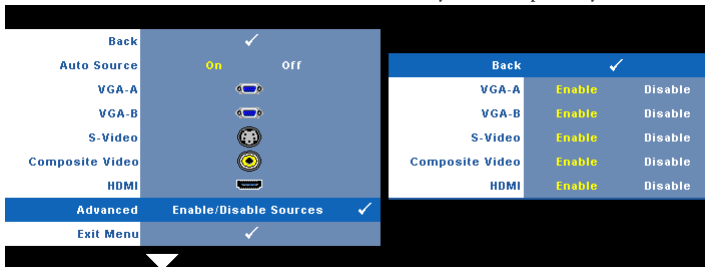 Back
Auto Source On Off
VGA-A
VGA-B
S-Video
Composite Video
HDMI
Advanced Enable/Disable Sources
Exit Menu
Back
VGA-A Enable Disable
VGA-B Enable Disable
S-Video Enable Disable
Composite Video Enable Disable
HDMI Enable Disable